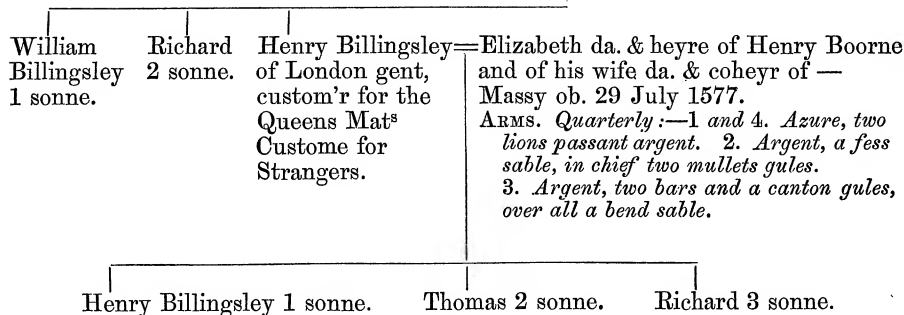 William
Billingsley
1 sonne.
Richard
2 sonne.
Henry Billingsley=Elizabeth da. & heyre of Henry Boorne
of London gent,
custom'r for the
Queens Matˢ
Custome for
Strangers.
and of his wife da. & coheyr of —
Massy ob. 29 July 1577.
ARMS. Quarterly:—1 and 4. Azure, two
lions passant argent. 2. Argent, a fess
sable, in chief two mullets gules.
3. Argent, two bars and a canton gules,
over all a bend sable.
Henry Billingsley 1 sonne. Thomas 2 sonne. Richard 3 sonne.